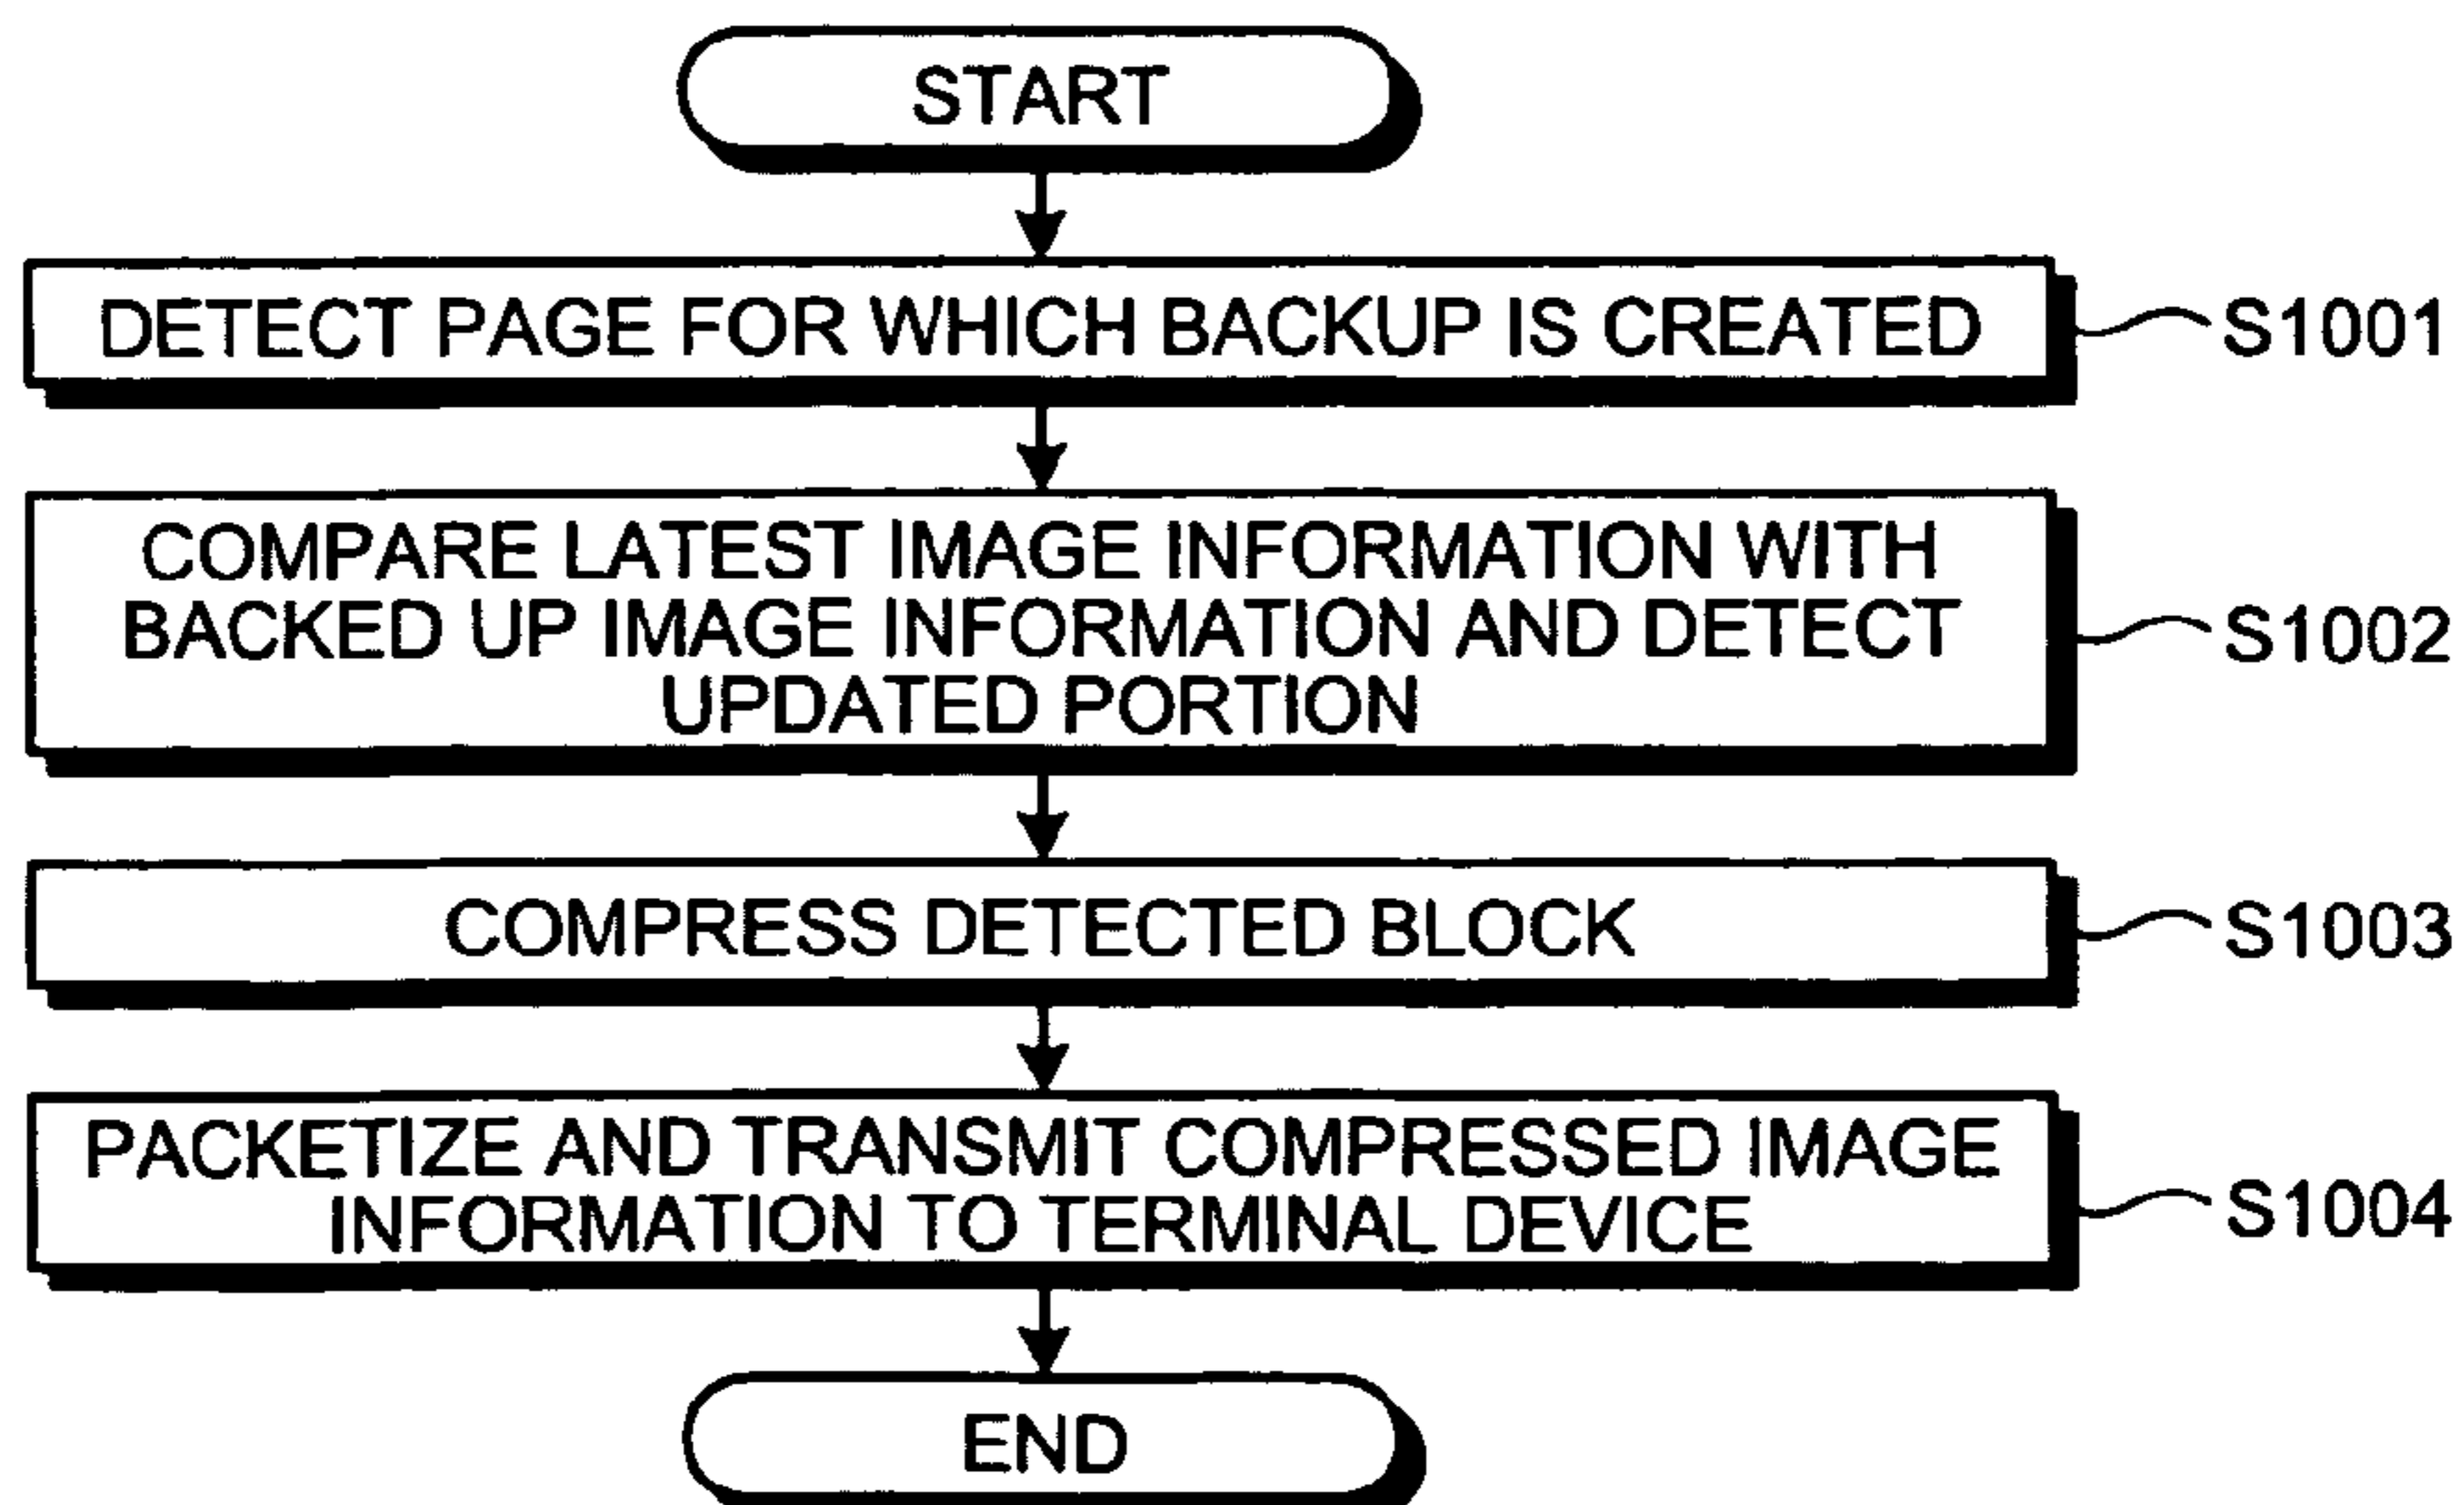 START
DETECT PAGE FOR WHICH BACKUP IS CREATED
S1001
COMPARE LATEST IMAGE INFORMATION WITH
BACKED UP IMAGE INFORMATION AND DETECT
UPDATED PORTION
S1002
COMPRESS DETECTED BLOCK
S1003
PACKETIZE AND TRANSMIT COMPRESSED IMAGE
INFORMATION TO TERMINAL DEVICE
S1004
END